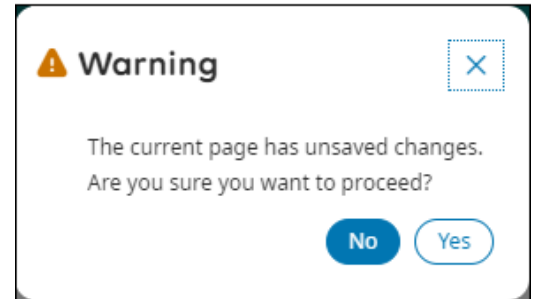 Warning
The current page has unsaved changes.
Are you sure you want to proceed?
No Yes